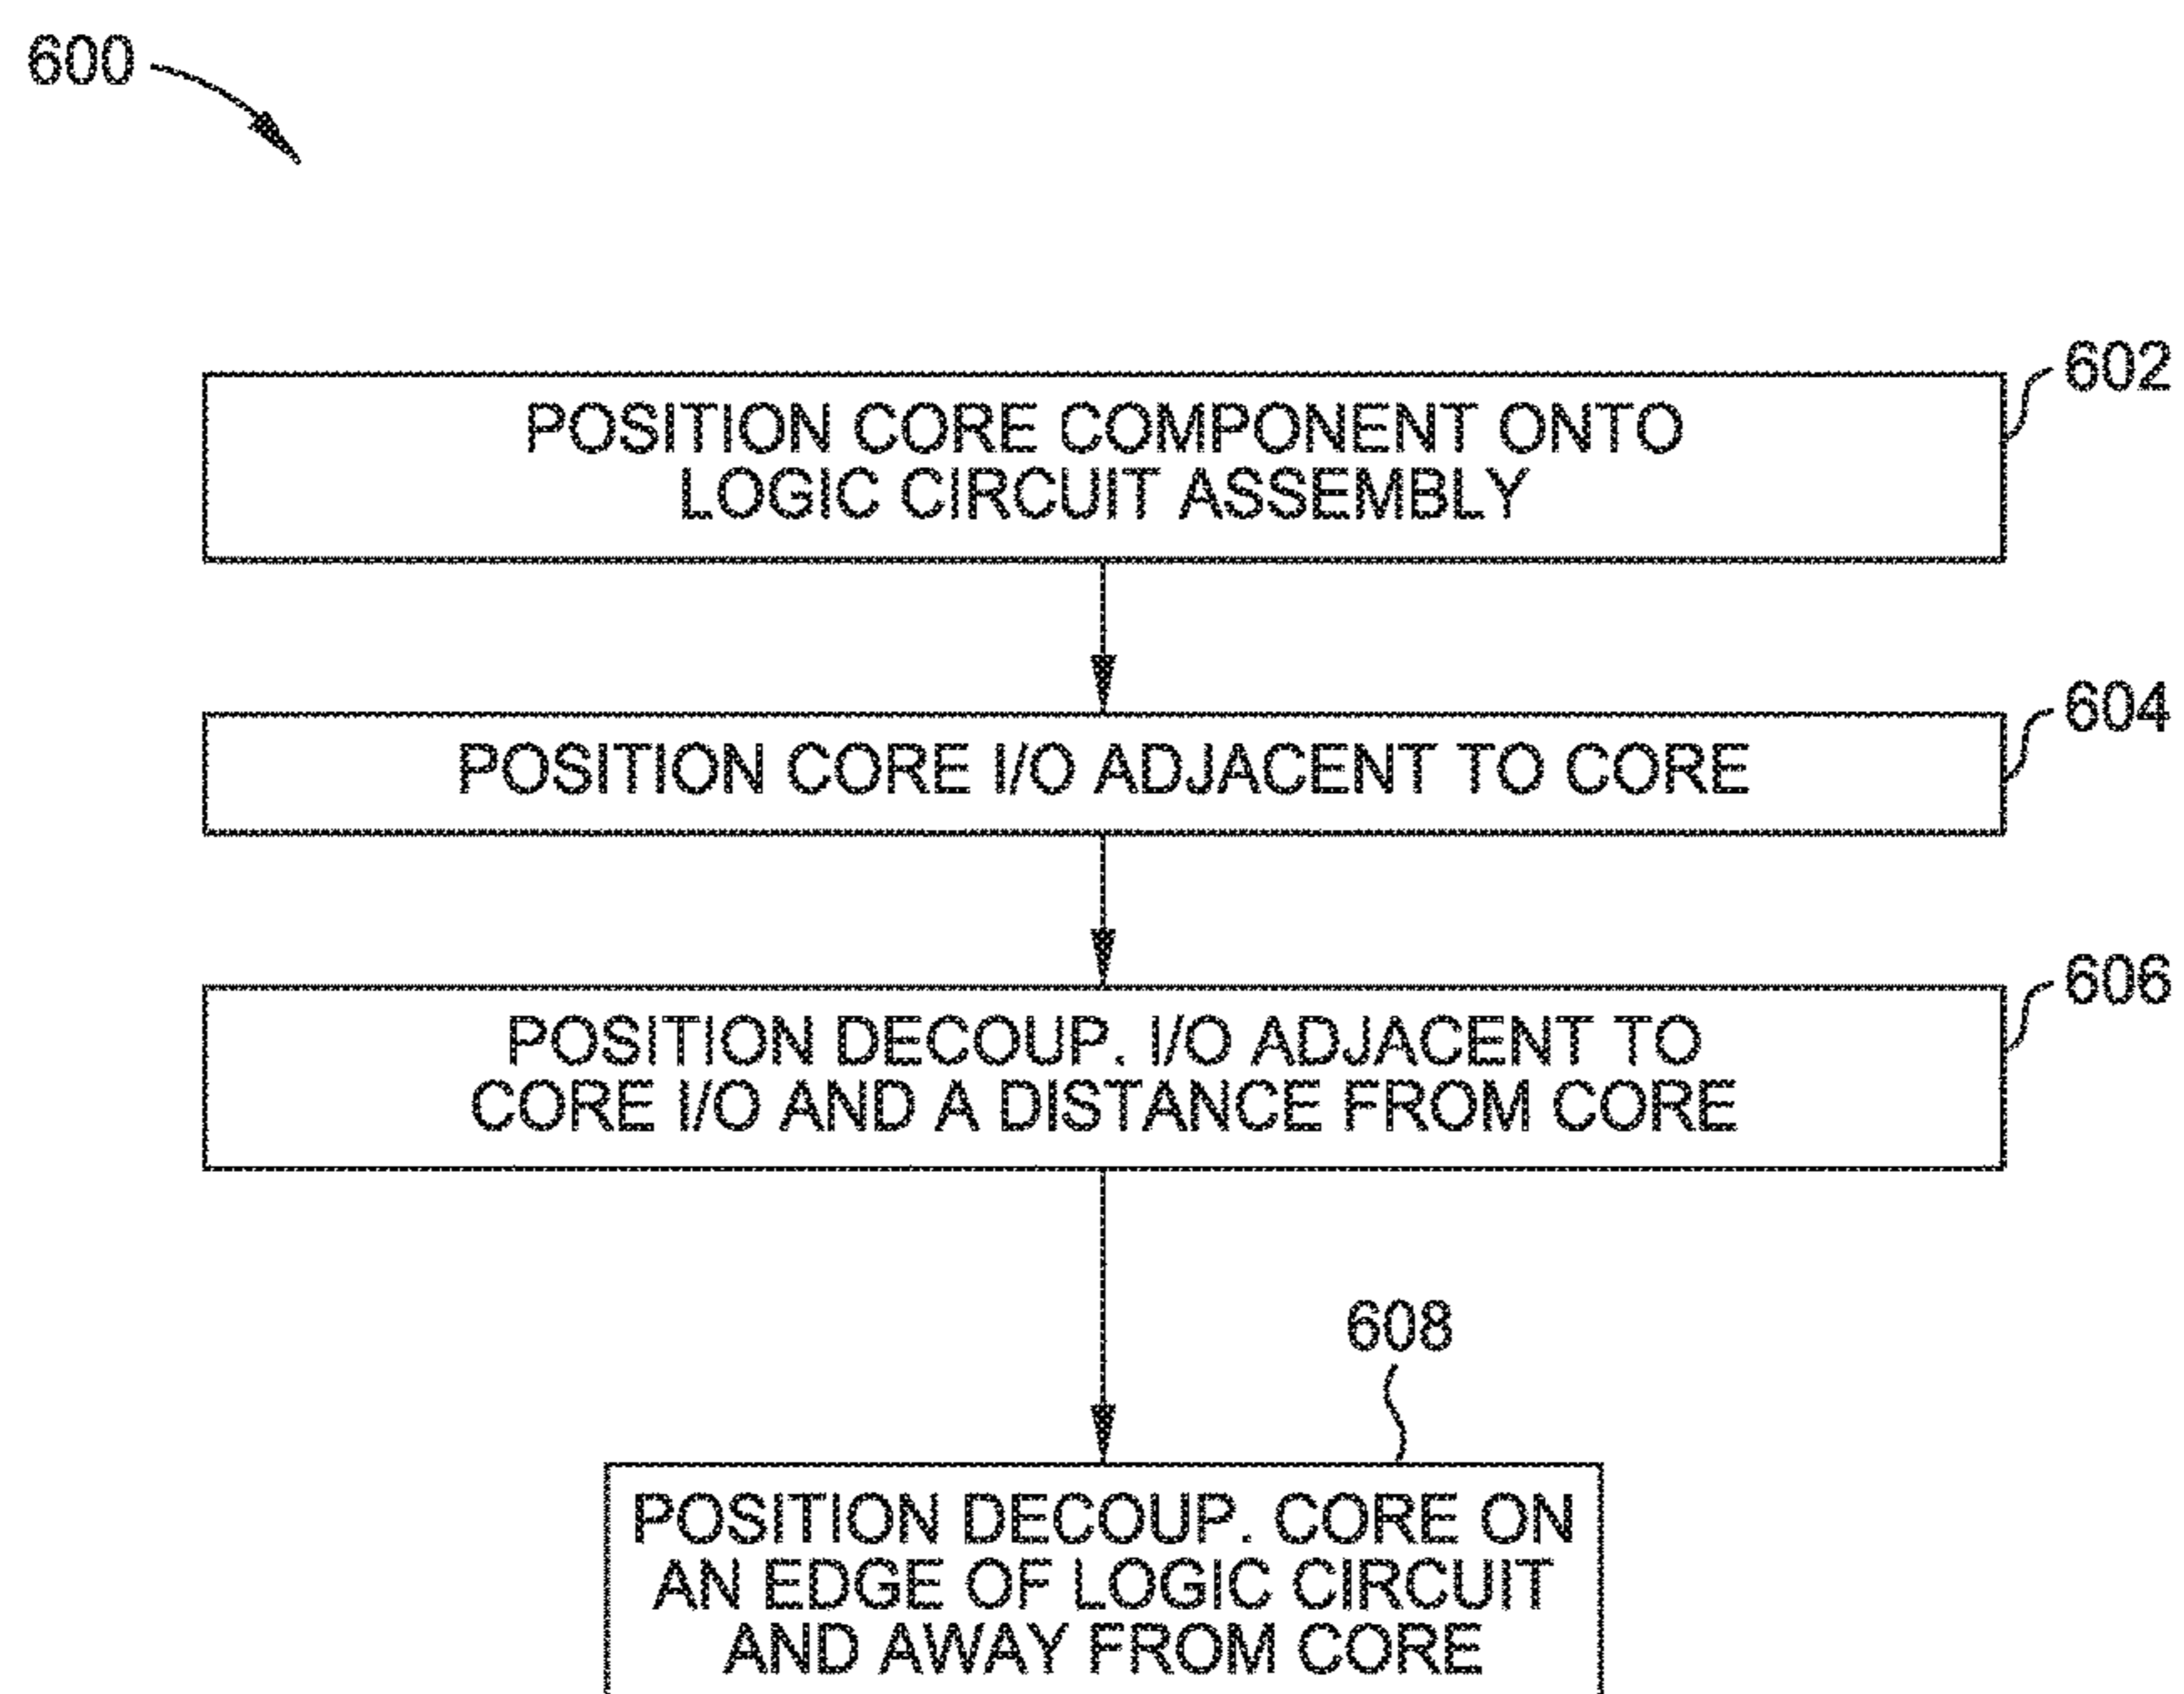 600
602
POSITION CORE COMPONENT ONTO
LOGIC CIRCUIT ASSEMBLY
604
POSITION CORE I/O ADJACENT TO CORE
606
POSITION DECOUP. I/O ADJACENT TO
CORE I/O AND A DISTANCE FROM CORE
608
POSITION DECOUP. CORE ON
AN EDGE OF LOGIC CIRCUIT
AND AWAY FROM CORE